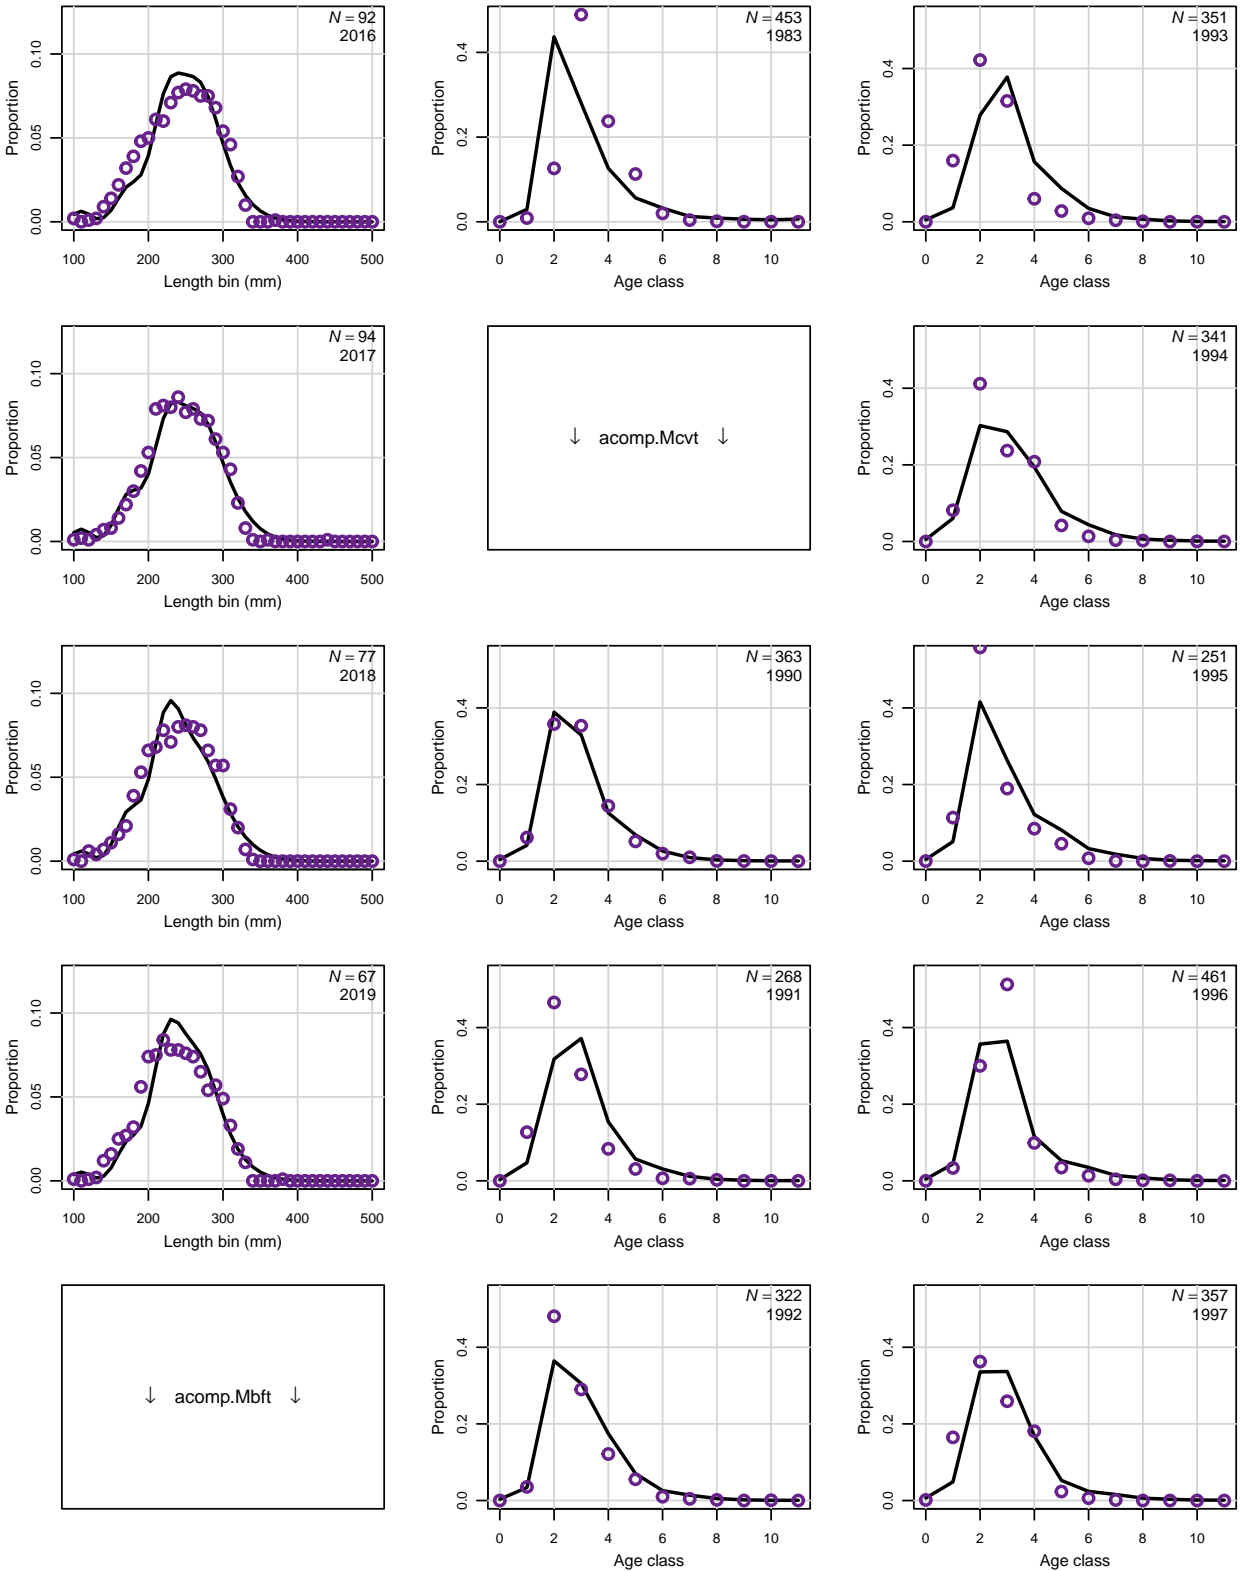 N = 92
2016
Proportion
0.00 0.05 0.10
100 200 300 400 500
Length bin (mm)
N = 453
1983
Proportion
0.0 0.2 0.4
0 2 4 6 8 10
Age class
N = 351
1993
Proportion
0.0 0.2 0.4
0 2 4 6 8 10
Age class
N = 94
2017
Proportion
0.00 0.05 0.10
100 200 300 400 500
Length bin (mm)
↓ acomp.Mcvt ↓
N = 341
1994
Proportion
0.0 0.2 0.4
0 2 4 6 8 10
Age class
N = 77
2018
Proportion
0.00 0.05 0.10
100 200 300 400 500
Length bin (mm)
N = 363
1990
Proportion
0.0 0.2 0.4
0 2 4 6 8 10
Age class
N = 251
1995
Proportion
0.0 0.2 0.4
0 2 4 6 8 10
Age class
N = 67
2019
Proportion
0.00 0.05 0.10
100 200 300 400 500
Length bin (mm)
N = 268
1991
Proportion
0.0 0.2 0.4
0 2 4 6 8 10
Age class
N = 461
1996
Proportion
0.0 0.2 0.4
0 2 4 6 8 10
Age class
↓ acomp.Mbft ↓
N = 322
1992
Proportion
0.0 0.2 0.4
0 2 4 6 8 10
Age class
N = 357
1997
Proportion
0.0 0.2 0.4
0 2 4 6 8 10
Age class